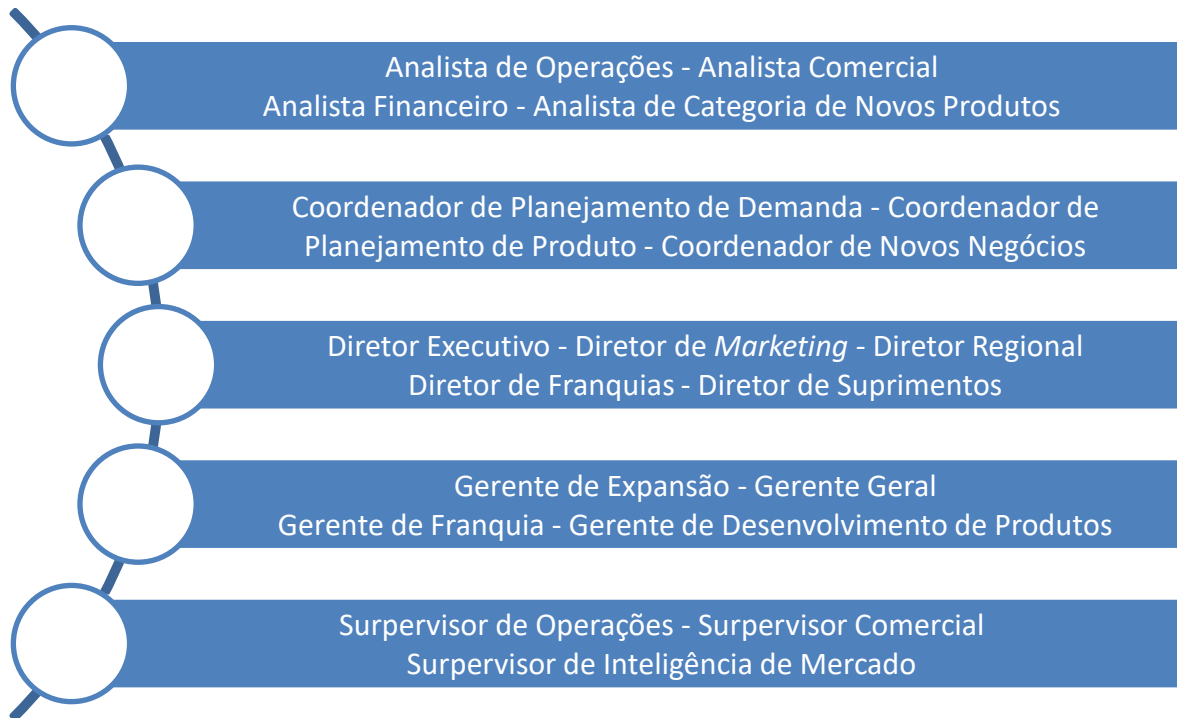 Analista de Operações - Analista Comercial
Analista Financeiro - Analista de Categoria de Novos Produtos
Coordenador de Planejamento de Demanda - Coordenador de
Planejamento de Produto - Coordenador de Novos Negócios
Diretor Executivo - Diretor de Marketing - Diretor Regional
Diretor de Franquias - Diretor de Suprimentos
Gerente de Expansão - Gerente Geral
Gerente de Franquia - Gerente de Desenvolvimento de Produtos
Surpervisor de Operações - Surpervisor Comercial
Surpervisor de Inteligência de Mercado